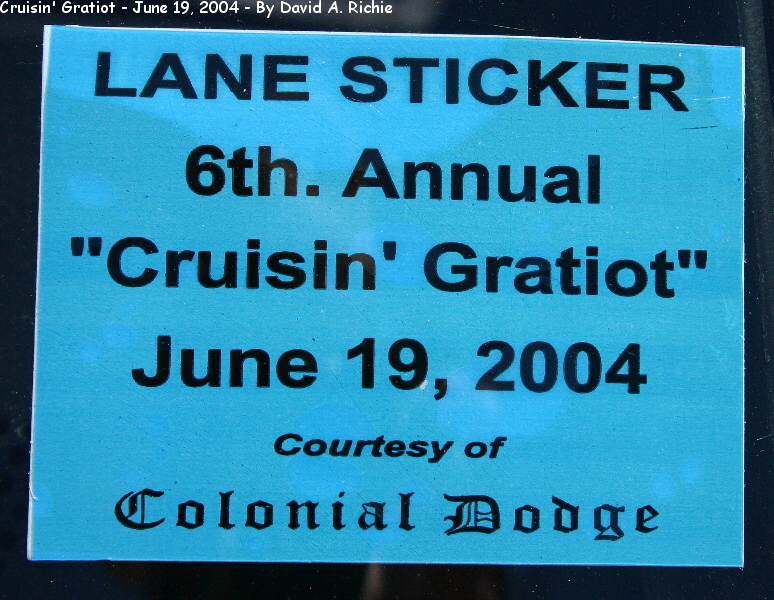 Cruisin' Gratiot - June 19, 2004 - By David A. Richie
LANE STICKER
6th. Annual
"Cruisin' Gratiot"
June 19, 2004
Courtesy of
Colonial Dodge